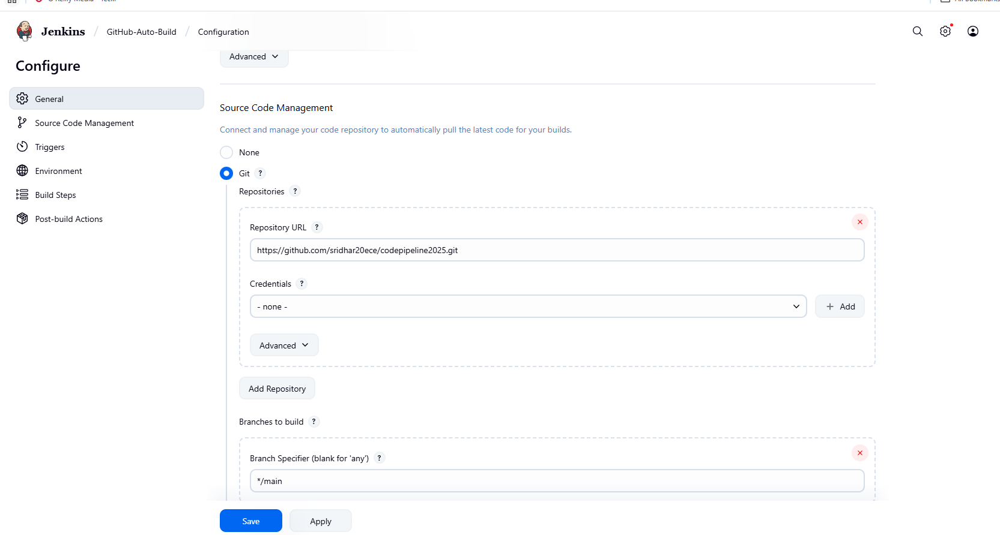 Jenkins / GitHub-Auto-Build / Configuration
Configure
Advanced
General
Source Code Management
Triggers
Environment
Build Steps
Post-build Actions
Source Code Management
Connect and manage your code repository to automatically pull the latest code for your builds.
None
Git ?
Repositories ?
Repository URL ?
https://github.com/sridhar20ece/codepipeline2025.git
Credentials ?
- none -
+ Add
Advanced
Add Repository
Branches to build ?
Branch Specifier (blank for 'any') ?
*/main
Save
Apply